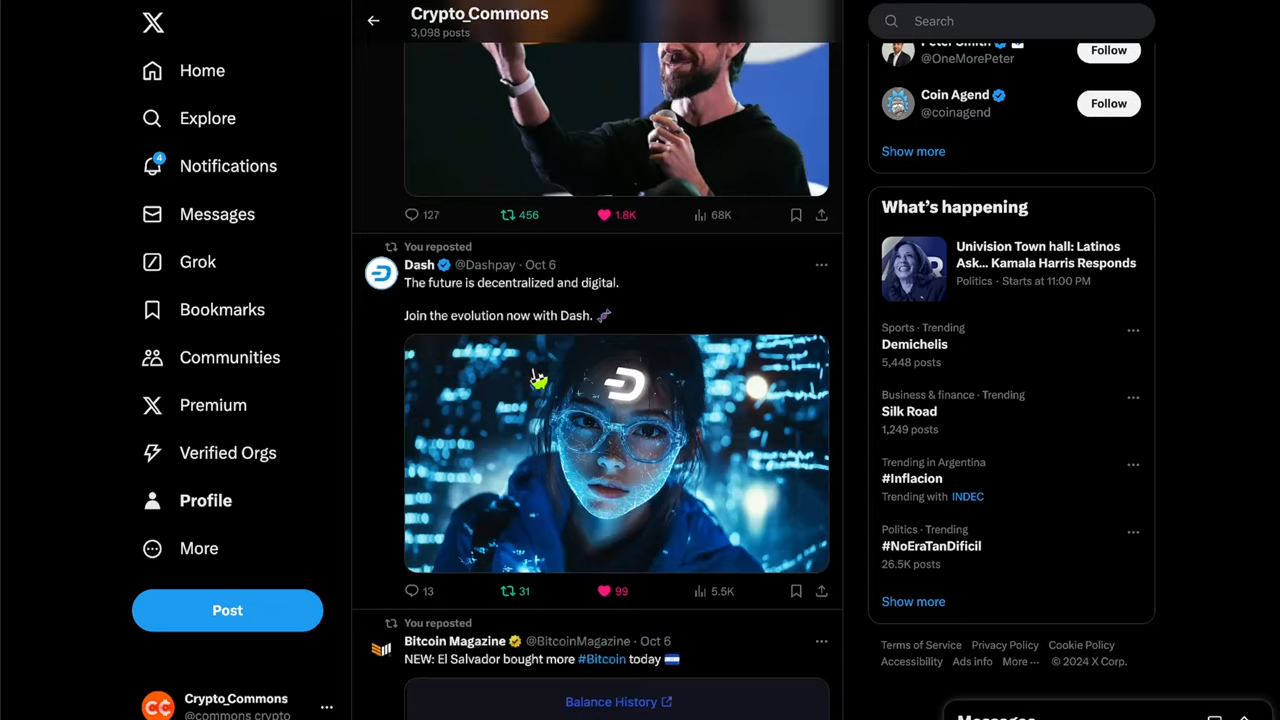 Home
Explore
Notifications
4
Messages
Grok
Bookmarks
Communities
Premium
Verified Orgs
Profile
More
Post
Crypto_Commons
@commons crypto
Crypto_Commons
3,098 posts
127
456
1.8K
68K
You reposted
Dash @Dashpay · Oct 6
The future is decentralized and digital.
Join the evolution now with Dash.
13
31
99
5.5K
You reposted
Bitcoin Magazine @BitcoinMagazine · Oct 6
NEW: El Salvador bought more #Bitcoin today
Balance History
Search
Peter Smith
@OneMorePeter
Follow
Coin Agend
@coinagend
Follow
Show more
What's happening
Univision Town hall: Latinos
Ask... Kamala Harris Responds
Politics · Starts at 11:00 PM
Sports · Trending
Demichelis
5,448 posts
Business & finance · Trending
Silk Road
1,249 posts
Trending in Argentina
#Inflacion
Trending with INDEC
Politics · Trending
#NoEraTanDificil
26.5K posts
Show more
Terms of Service Privacy Policy Cookie Policy
Accessibility Ads info More ··· © 2024 X Corp.
Messages